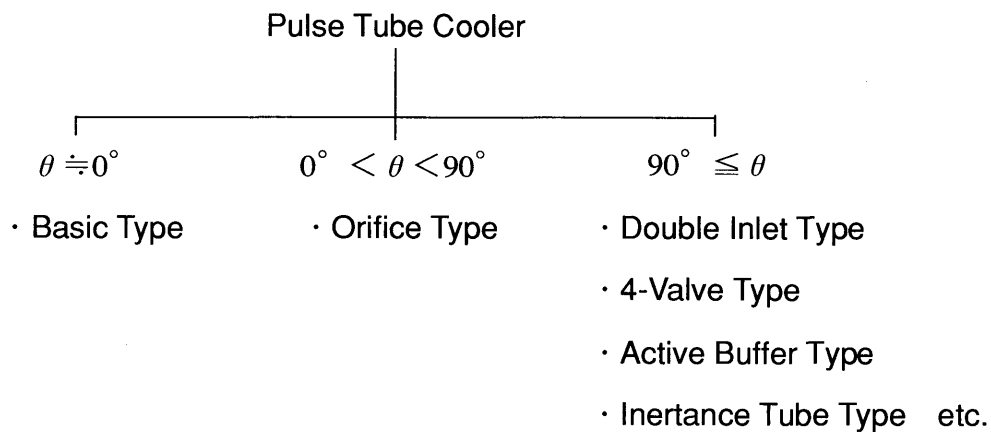 Pulse Tube Cooler
θ ≒0° 0° < θ <90° 90° ≦ θ
· Basic Type · Orifice Type · Double Inlet Type
· 4-Valve Type
· Active Buffer Type
· Inertance Tube Type etc.